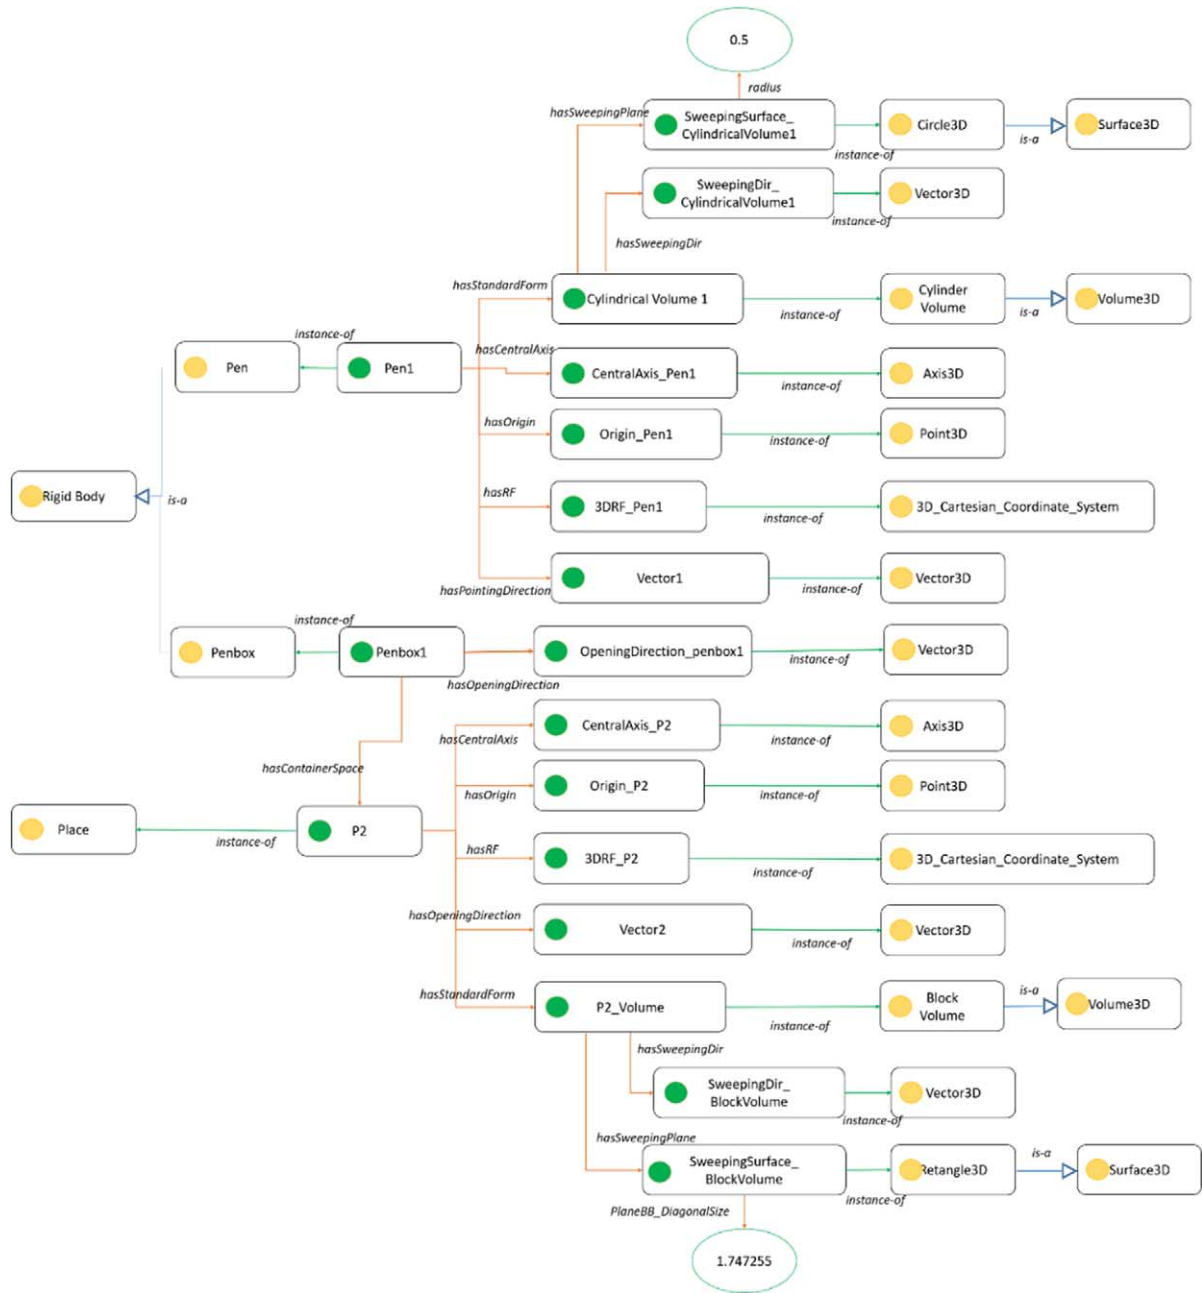 0.5
radius
hasSweepingPlane
SweepingSurface_
CylindricalVolume1
instance-of
Circle3D
is-a
Surface3D
SweepingDir_
CylindricalVolume1
instance-of
Vector3D
hasSweepingDir
hasStandardForm
Cylindrical Volume 1
instance-of
Cylinder
Volume
is-a
Volume3D
instance-of
Pen
Pen1
hasCentralAxis
CentralAxis_Pen1
instance-of
Axis3D
hasOrigin
Origin_Pen1
instance-of
Point3D
Rigid Body
is-a
hasRF
3DRF_Pen1
instance-of
3D_Cartesian_Coordinate_System
hasPointingDirection
Vector1
instance-of
Vector3D
instance-of
Penbox
Penbox1
hasOpeningDirection
OpeningDirection_penbox1
instance-of
Vector3D
hasCentralAxis
CentralAxis_P2
instance-of
Axis3D
hasContainerSpace
hasOrigin
Origin_P2
instance-of
Point3D
Place
instance-of
P2
hasRF
3DRF_P2
instance-of
3D_Cartesian_Coordinate_System
hasOpeningDirection
Vector2
instance-of
Vector3D
hasStandardForm
P2_Volume
instance-of
Block
Volume
is-a
Volume3D
hasSweepingDir
SweepingDir_
BlockVolume
instance-of
Vector3D
hasSweepingPlane
SweepingSurface_
BlockVolume
instance-of
Retangle3D
is-a
Surface3D
PlaneBB_DiagonalSize
1.747255